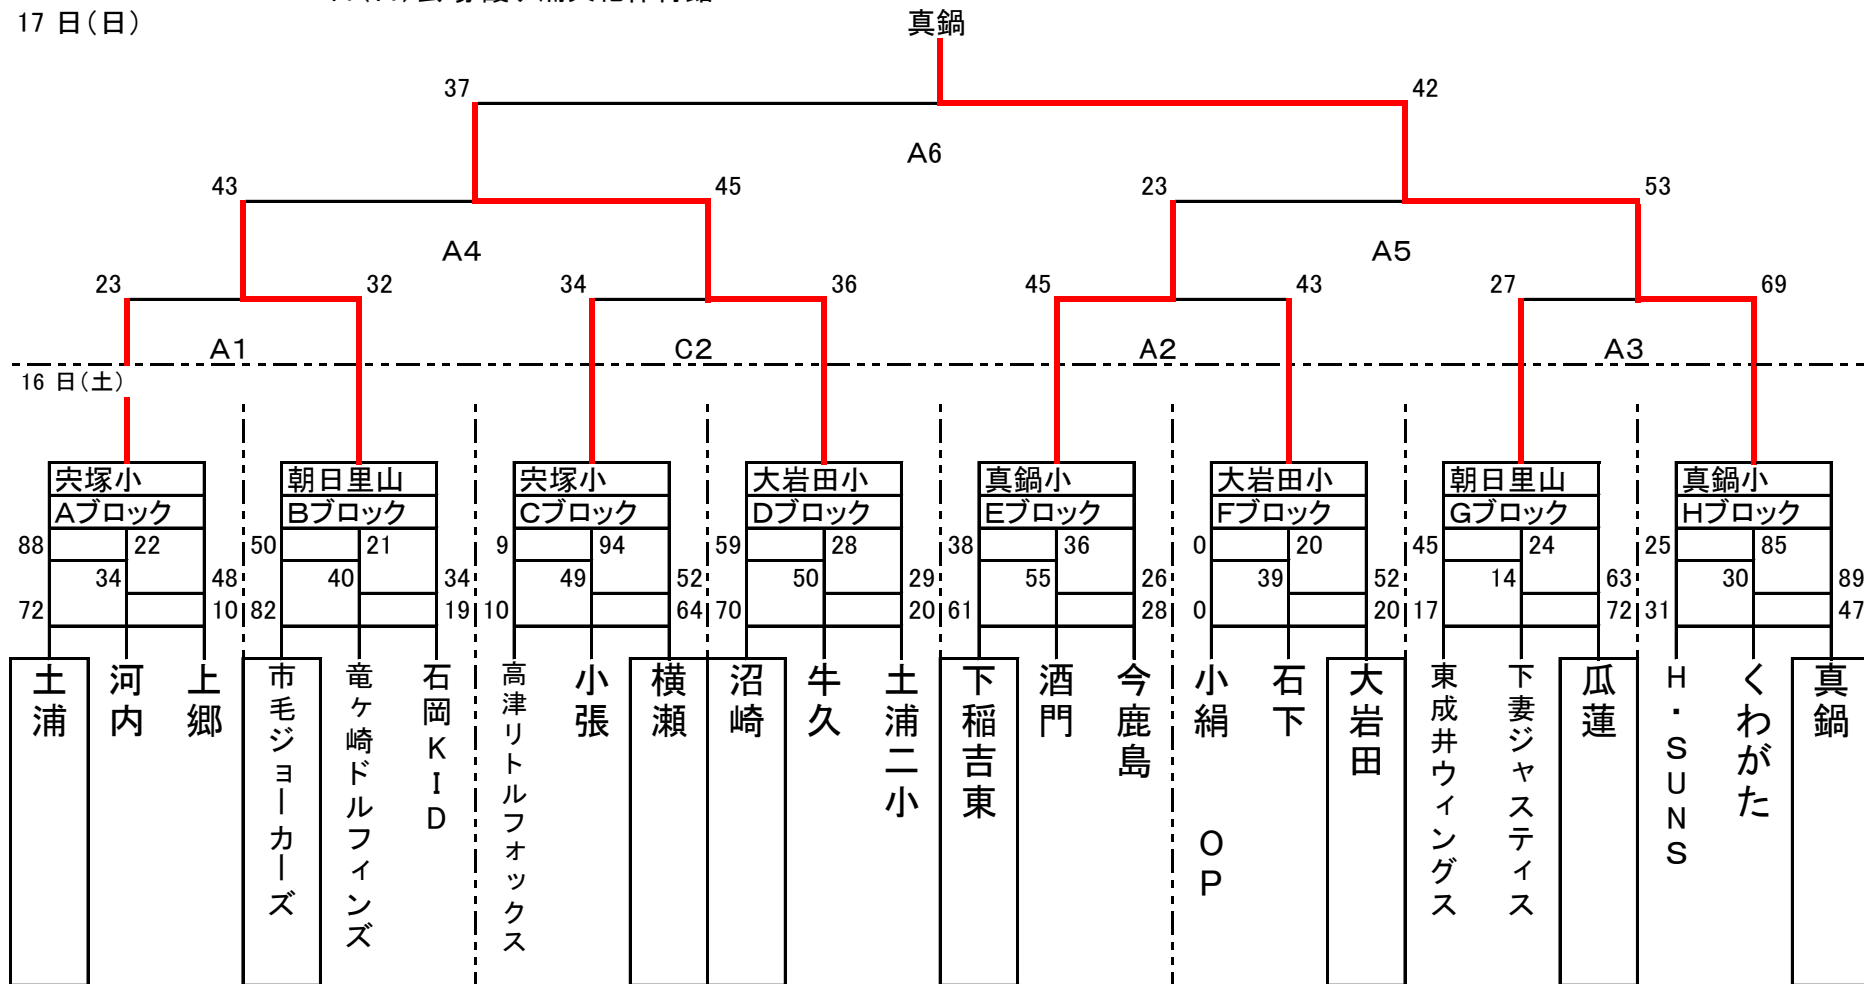 17 日(日)
真鍋
37
42
A6
43
45
23
53
A4
A5
23
32
34
36
45
43
27
69
A1
C2
A2
A3
16 日(土)
宍塚小
朝日里山
宍塚小
大岩田小
真鍋小
大岩田小
朝日里山
真鍋小
Aブロック
Bブロック
Cブロック
Dブロック
Eブロック
Fブロック
Gブロック
Hブロック
88 22 50 21 9 94 59 28 38 36 0 20 45 24 25 85
34 48 40 34 49 52 50 29 55 26 39 52 14 63 30 89
72 10 82 19 10 64 70 20 61 28 0 20 17 72 31 47
土浦
河内
上郷
市毛ジョーカーズ
竜ヶ崎ドルフィンズ
石岡KID
高津リトルフォックス
小張
横瀬
沼崎
牛久
土浦二小
下稲吉東
酒門
今鹿島
小絹
OP
石下
大岩田
東成井ウィングス
下妻ジャスティス
瓜蓮
H・SUNS
くわがた
真鍋